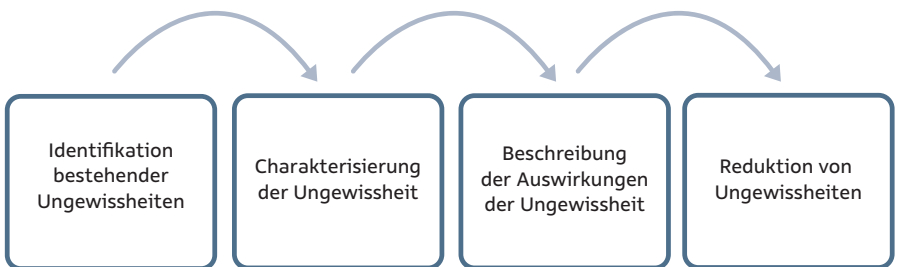 Identifikation
bestehender
Ungewissheiten
Charakterisierung
der Ungewissheit
Beschreibung
der Auswirkungen
der Ungewissheit
Reduktion von
Ungewissheiten